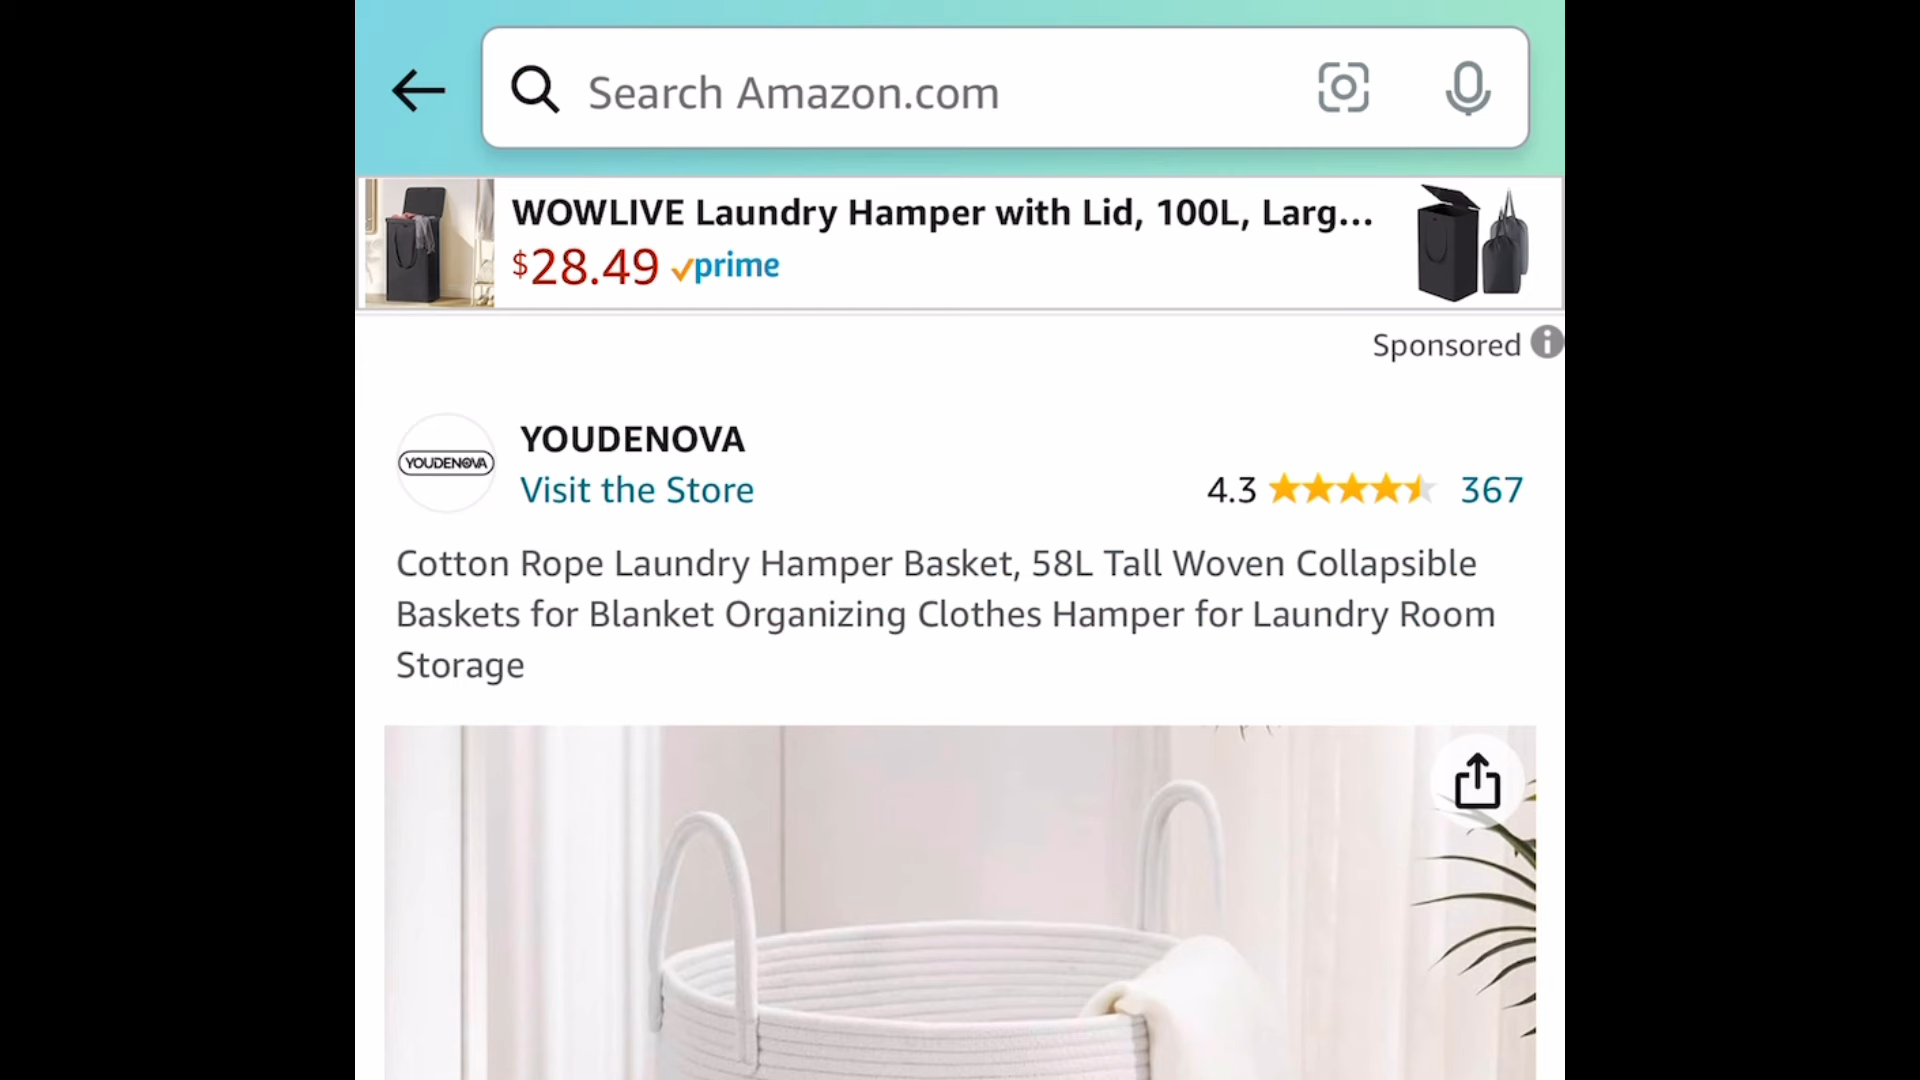 Search Amazon.com
WOWLIVE Laundry Hamper with Lid, 100L, Larg...
$28.49 prime
Sponsored
YOUDENOVA
YOUDENOVA
Visit the Store
4.3 367
Cotton Rope Laundry Hamper Basket, 58L Tall Woven Collapsible
Baskets for Blanket Organizing Clothes Hamper for Laundry Room
Storage